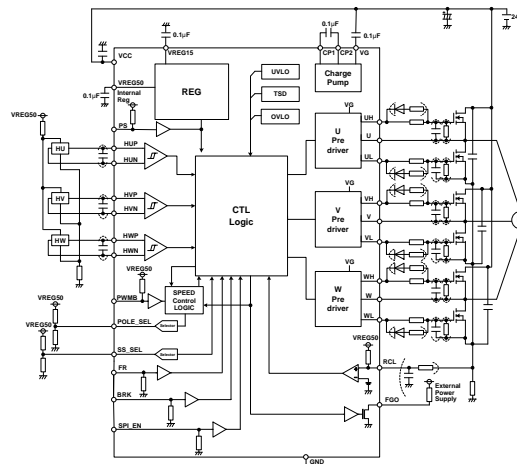 24
0.1μF
VCC
0.1μF
VREG15
CP1
CP2
VG
0.1μF
VREG50
0.1μF
Internal
Reg
REG
UVLO
TSD
OVLO
Charge
Pump
VREG50
PS
HU
HUP
HUN
HV
HVP
HVN
HW
HWP
HWN
CTL
Logic
VG
U
Pre
driver
UH
U
UL
VG
V
Pre
driver
VH
V
VL
VG
W
Pre
driver
WH
W
WL
VREG50
PWMB
SPEED
Control
LOGIC
VREG50
POLE_SEL
Selector
VREG50
SS_SEL
Selector
FR
BRK
SPI_EN
VREG50
RCL
External
Power
Supply
FGO
GND